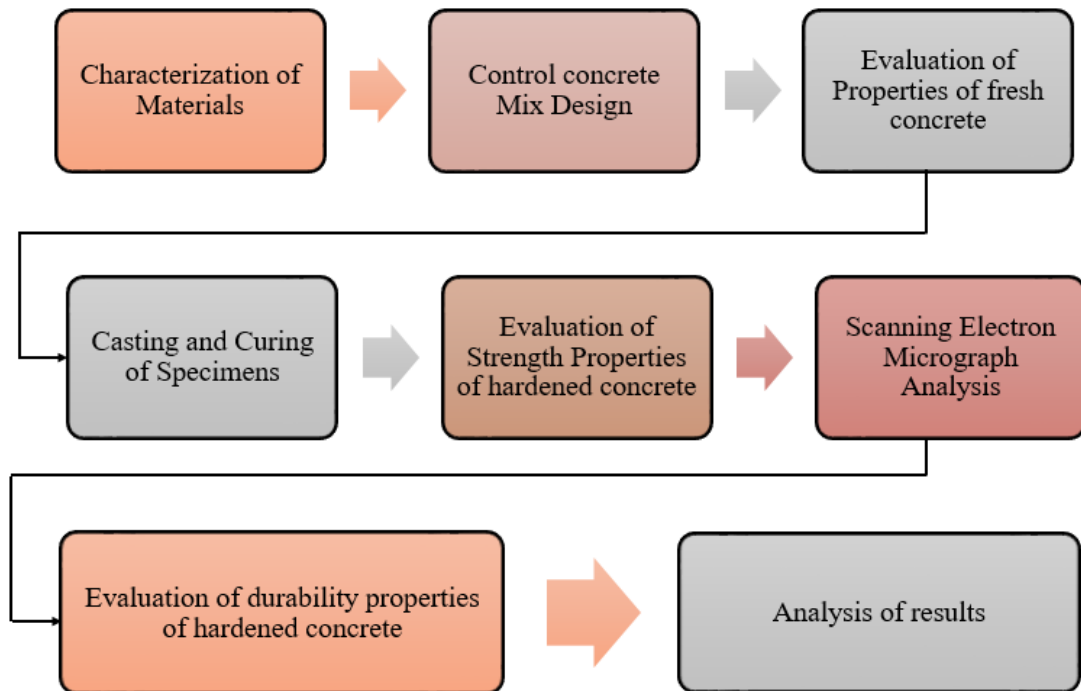 Characterization of
Materials
Control concrete
Mix Design
Evaluation of
Properties of fresh
concrete
Casting and Curing
of Specimens
Evaluation of
Strength Properties
of hardened concrete
Scanning Electron
Micrograph
Analysis
Evaluation of durability properties
of hardened concrete
Analysis of results